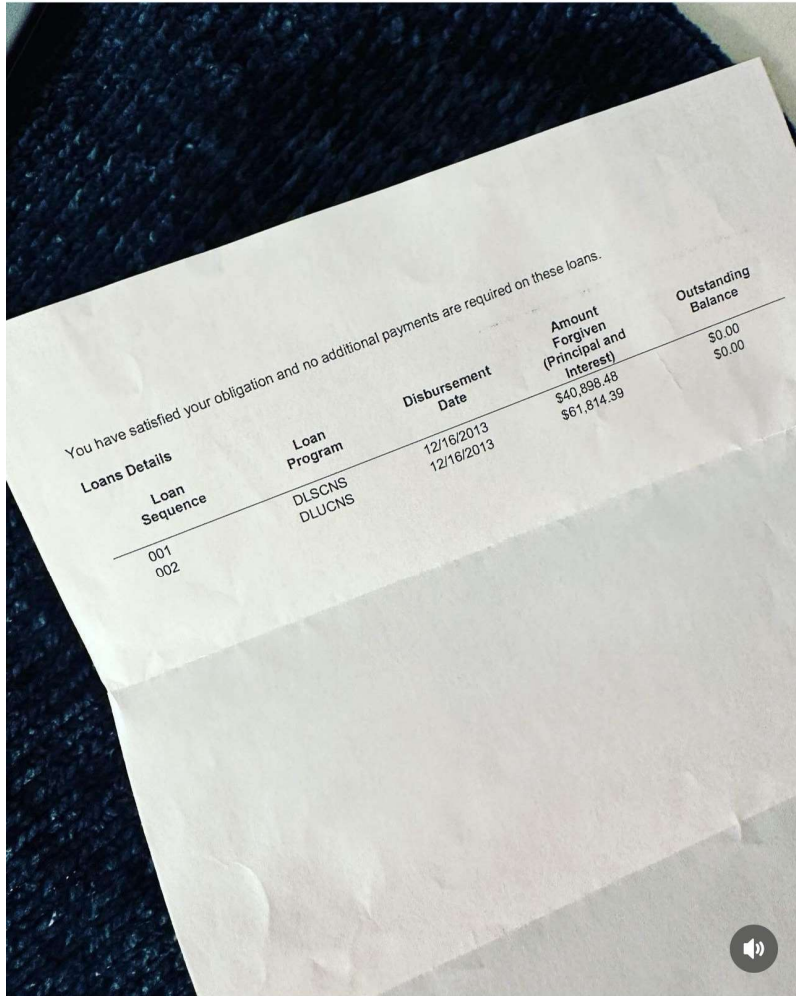 You have satisfied your obligation and no additional payments are required on these loans.
Loans Details
Loan Sequence Loan Program Disbursement Date Amount Forgiven (Principal and Interest) Outstanding Balance
001 DLSCNS 12/16/2013 $40,898.48 $0.00
002 DLUCNS 12/16/2013 $61,814.39 $0.00